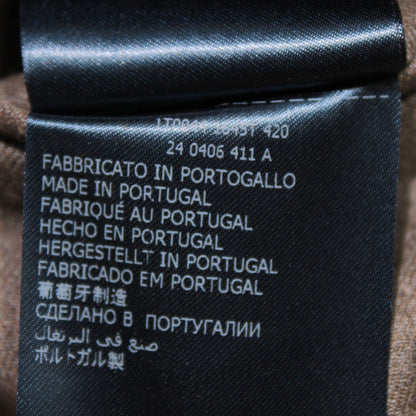 420
24 0406 411 A
FABBRICATO IN PORTOGALLO
MADE IN PORTUGAL
FABRIQUÉ AU PORTUGAL
HECHO EN PORTUGAL
HERGESTELLT IN PORTUGAL
FABRICADO EM PORTUGAL
葡萄牙制造
СДЕЛАНО В ПОРТУГАЛИИ
صنع في البرتغال
ポルトガル製